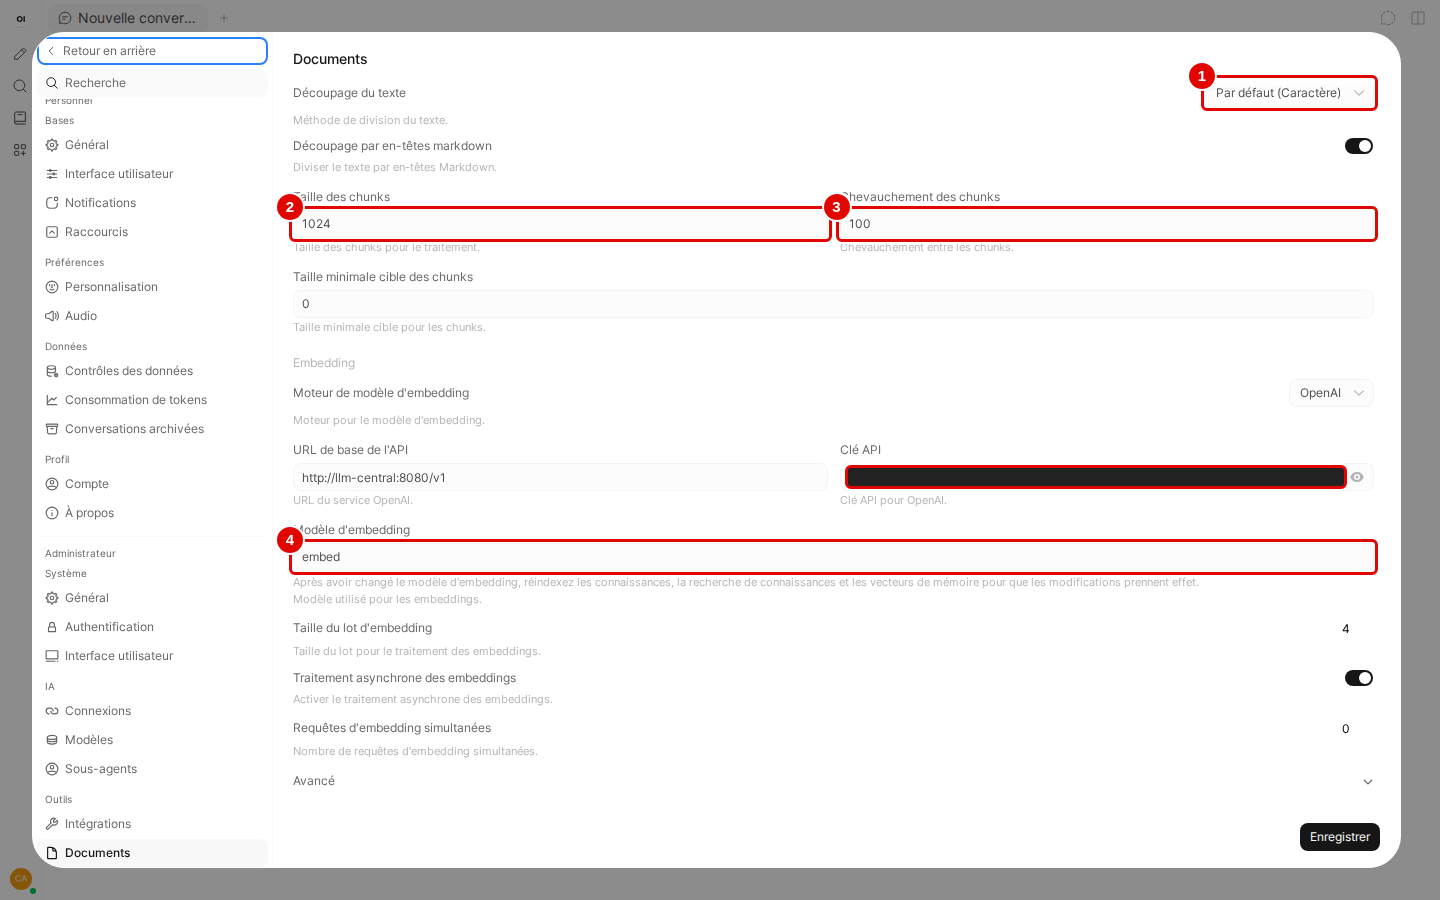 OI
Nouvelle conver...
Retour en arrière
Recherche
Personnel
Bases
Général
Interface utilisateur
Notifications
Raccourcis
Préférences
Personnalisation
Audio
Données
Contrôles des données
Consommation de tokens
Conversations archivées
Profil
Compte
À propos
Administrateur
Système
Général
Authentification
Interface utilisateur
IA
Connexions
Modèles
Sous-agents
Outils
Intégrations
Documents
CA
Documents
1
Découpage du texte
Par défaut (Caractère)
Méthode de division du texte.
Découpage par en-têtes markdown
Diviser le texte par en-têtes Markdown.
Taille des chunks
Chevauchement des chunks
2
3
1024
100
Taille des chunks pour le traitement.
Chevauchement entre les chunks.
Taille minimale cible des chunks
0
Taille minimale cible pour les chunks.
Embedding
Moteur de modèle d'embedding
OpenAI
Moteur pour le modèle d'embedding.
URL de base de l'API
Clé API
http://llm-central:8080/v1
URL du service OpenAI.
Clé API pour OpenAI.
Modèle d'embedding
4
embed
Après avoir changé le modèle d'embedding, réindexez les connaissances, la recherche de connaissances et les vecteurs de mémoire pour que les modifications prennent effet.
Modèle utilisé pour les embeddings.
Taille du lot d'embedding
4
Taille du lot pour le traitement des embeddings.
Traitement asynchrone des embeddings
Activer le traitement asynchrone des embeddings.
Requêtes d'embedding simultanées
0
Nombre de requêtes d'embedding simultanées.
Avancé
Enregistrer